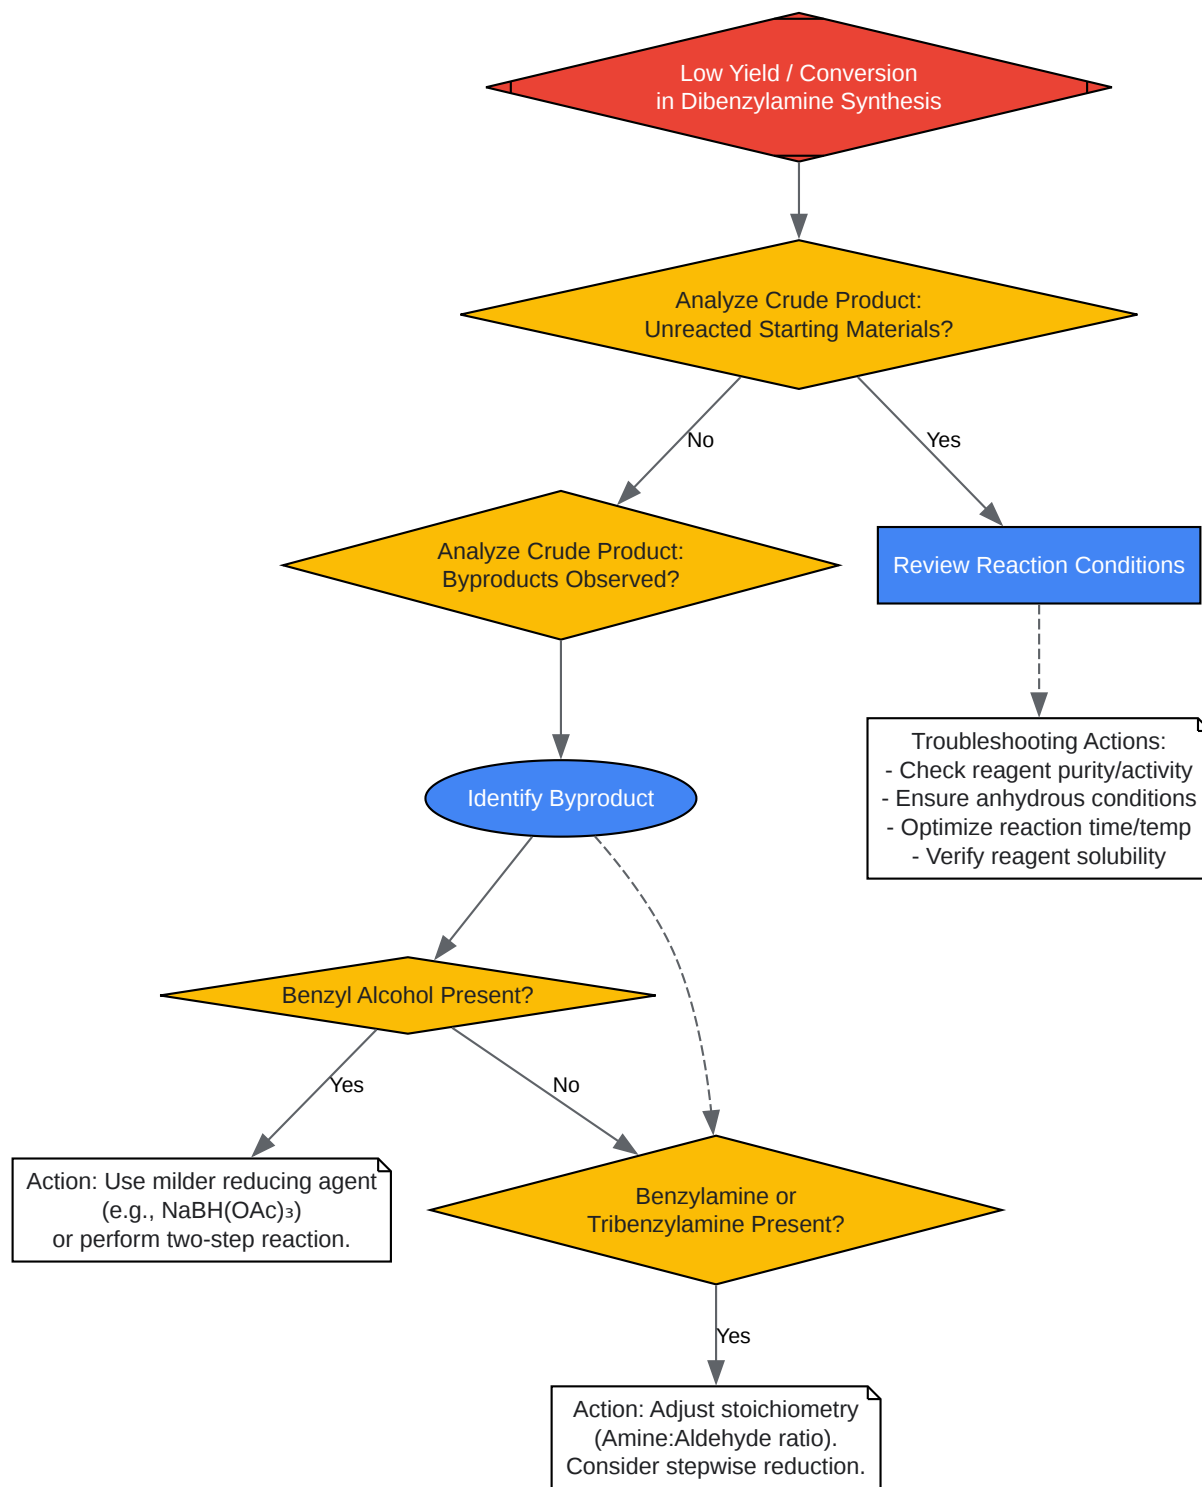 Low Yield / Conversion
in Dibenzylamine Synthesis
Analyze Crude Product:
Unreacted Starting Materials?
No
Yes
Analyze Crude Product:
Byproducts Observed?
Review Reaction Conditions
Troubleshooting Actions:
- Check reagent purity/activity
- Ensure anhydrous conditions
- Optimize reaction time/temp
- Verify reagent solubility
Identify Byproduct
Benzyl Alcohol Present?
Yes
No
Action: Use milder reducing agent
(e.g., NaBH(OAc)₃)
or perform two-step reaction.
Benzylamine or
Tribenzylamine Present?
Yes
Action: Adjust stoichiometry
(Amine:Aldehyde ratio).
Consider stepwise reduction.